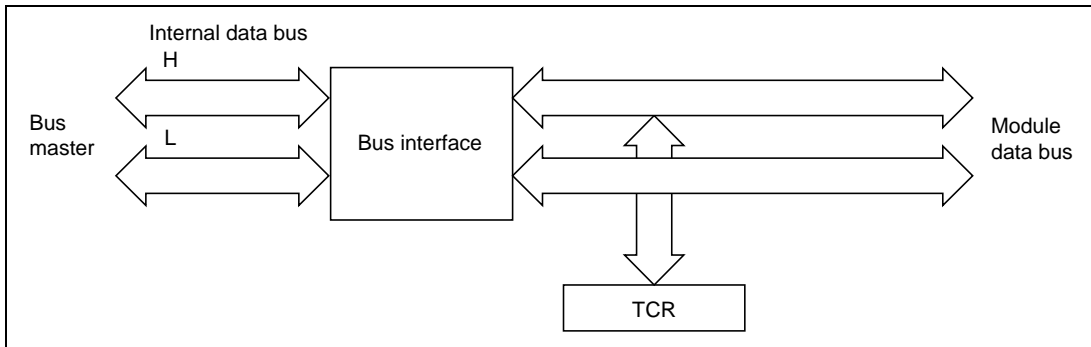 Internal data bus
H
Bus
master
L
Bus interface
Module
data bus
TCR